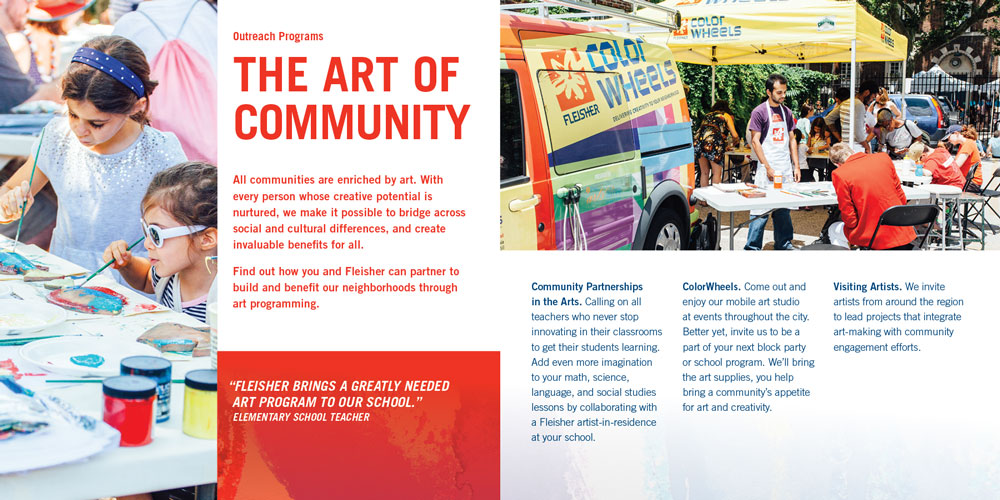 Outreach Programs
THE ART OF
COMMUNITY
All communities are enriched by art. With
every person whose creative potential is
nurtured, we make it possible to bridge across
social and cultural differences, and create
invaluable benefits for all.
Find out how you and Fleisher can partner to
build and benefit our neighborhoods through
art programming.
“FLEISHER BRINGS A GREATLY NEEDED
ART PROGRAM TO OUR SCHOOL.”
ELEMENTARY SCHOOL TEACHER
COLOR
WHEELS
FLEISHER
DELIVERING CREATIVITY TO YOUR NEIGHBORHOOD
COLOR
WHEELS
Community Partnerships
in the Arts. Calling on all
teachers who never stop
innovating in their classrooms
to get their students learning.
Add even more imagination
to your math, science,
language, and social studies
lessons by collaborating with
a Fleisher artist-in-residence
at your school.
ColorWheels. Come out and
enjoy our mobile art studio
at events throughout the city.
Better yet, invite us to be a
part of your next block party
or school program. We’ll bring
the art supplies, you help
bring a community’s appetite
for art and creativity.
Visiting Artists. We invite
artists from around the region
to lead projects that integrate
art-making with community
engagement efforts.